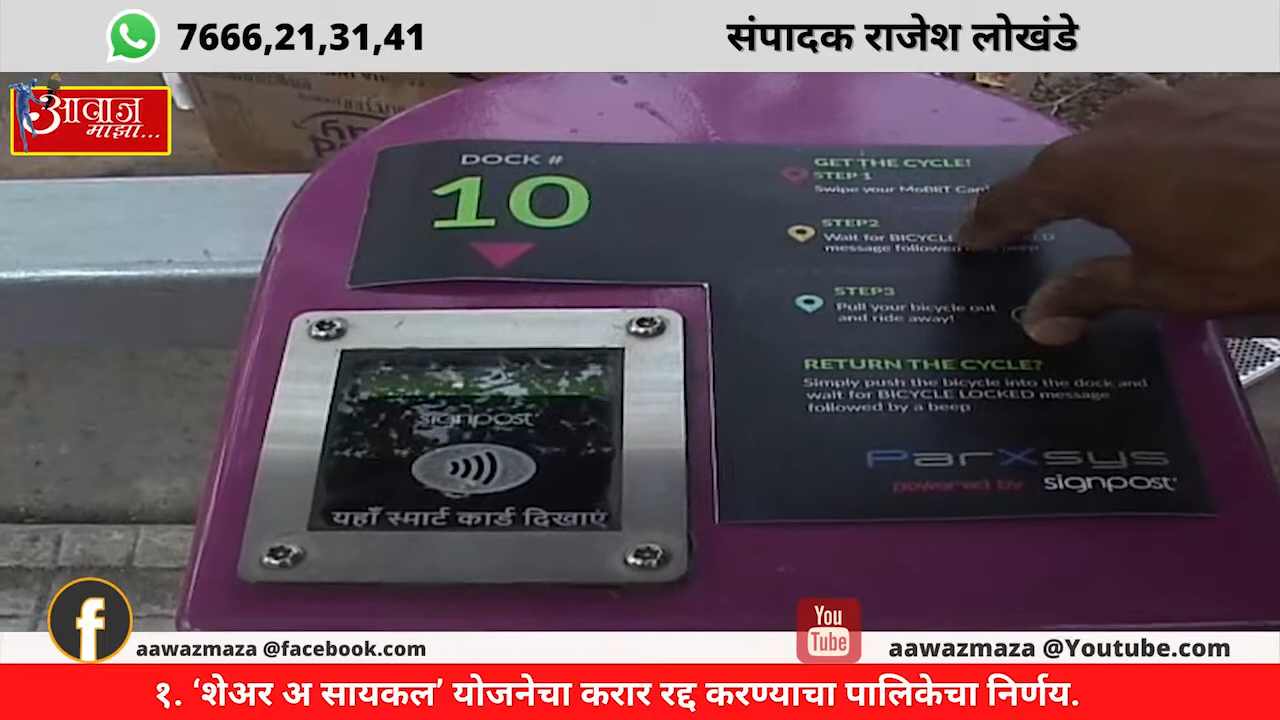 7666,21,31,41
संपादक राजेश लोखंडे
आवाज
माझा...
DOCK #
10
GET THE CYCLE!
STEP 1
Swipe your MoBBT
STEP2
Wait for BICYCLE LOCKED
message followed beep
STEP3
Pull your bicycle out
and ride away!
RETURN THE CYCLE?
Simply push the bicycle into the dock and
wait for BICYCLE LOCKED message
followed by a beep
ParXsys
powered by signpost
signpost
यहाँ स्मार्ट कार्ड दिखाएं
f
aawazmaza @facebook.com
You
Tube
aawazmaza @Youtube.com
१. ‘शेअर अ सायकल’ योजनेचा करार रद्द करण्याचा पालिकेचा निर्णय.